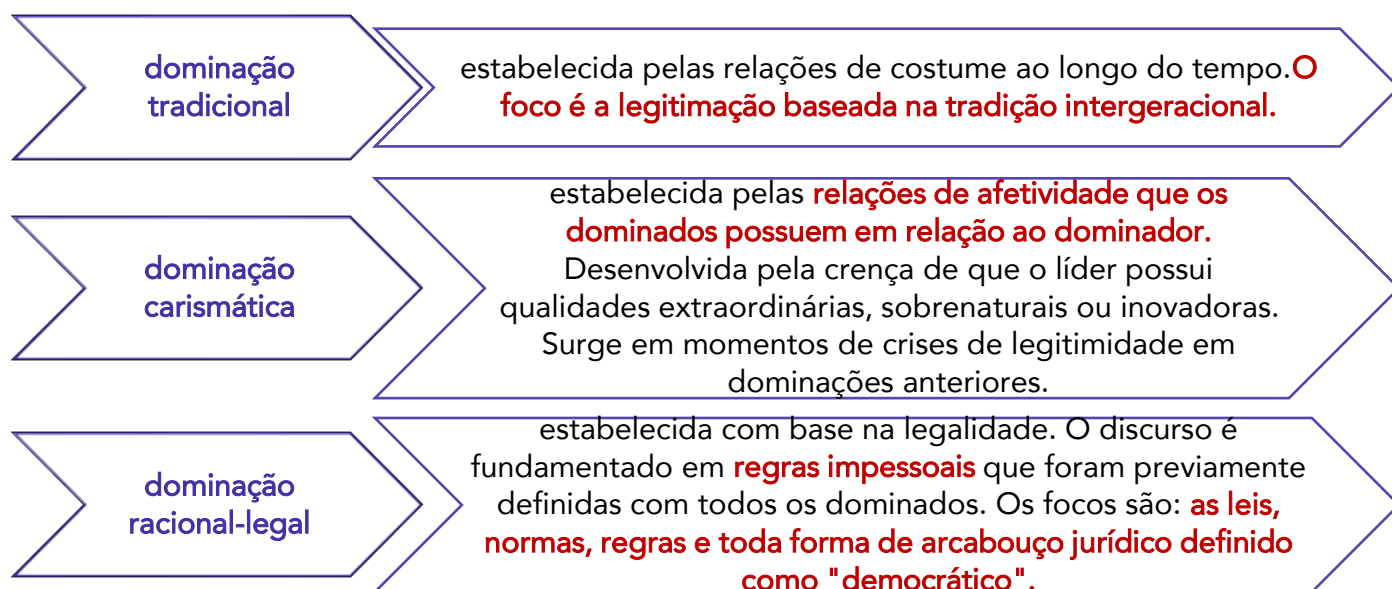 dominação
tradicional
estabelecida pelas relações de costume ao longo do tempo.O
foco é a legitimação baseada na tradição intergeracional.
dominação
carismática
estabelecida pelas relações de afetividade que os
dominados possuem em relação ao dominador.
Desenvolvida pela crença de que o líder possui
qualidades extraordinárias, sobrenaturais ou inovadoras.
Surge em momentos de crises de legitimidade em
dominações anteriores.
dominação
racional-legal
estabelecida com base na legalidade. O discurso é
fundamentado em regras impessoais que foram previamente
definidas com todos os dominados. Os focos são: as leis,
normas, regras e toda forma de arcabouço jurídico definido
como "democrático".